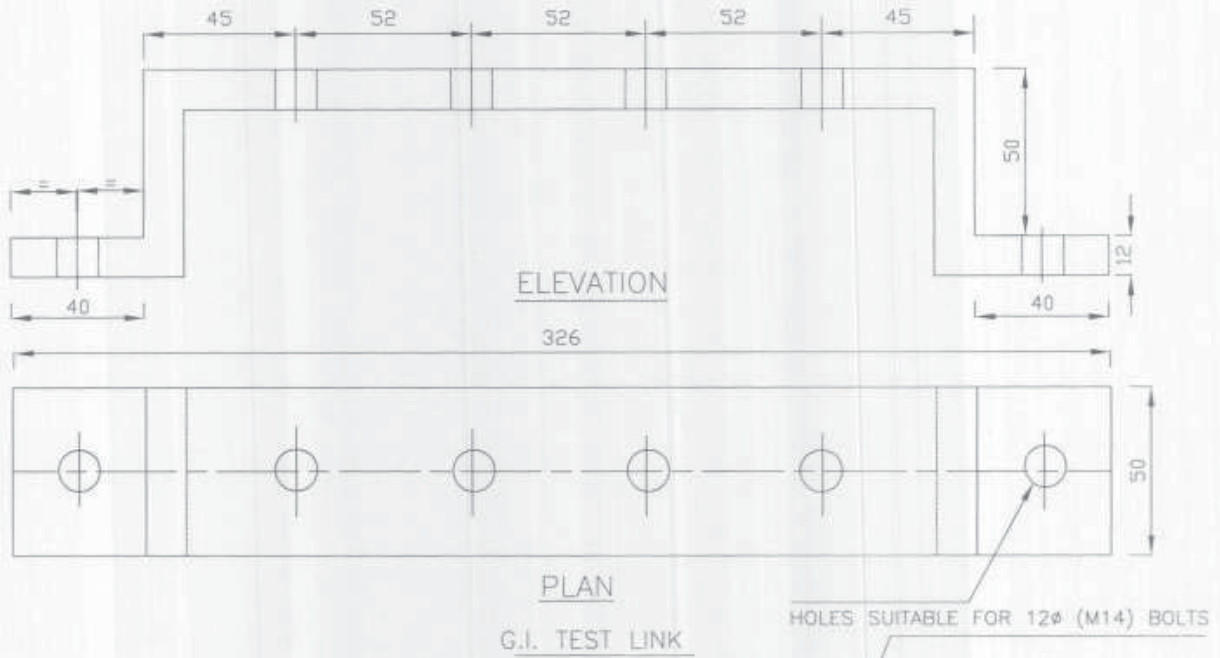 45 52 52 52 45
50
= =
12
ELEVATION
40 40
326
50
PLAN
HOLES SUITABLE FOR 12ø (M14) BOLTS
G.I. TEST LINK